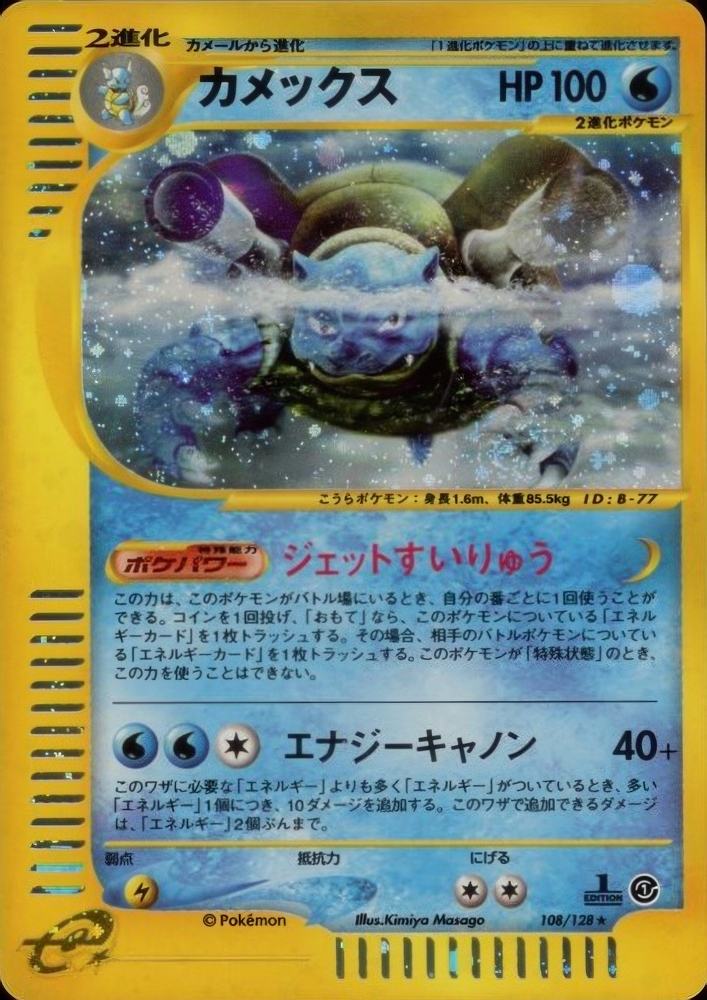 2進化 カメールから進化 「1進化ポケモン」の上に重ねて進化させます。
カメックス HP 100
2進化ポケモン
こうらポケモン:身長1.6m、体重85.5kg ID:B-77
特殊能力
ポケパワー ジェットすいりゅう
この力は、このポケモンがバトル場にいるとき、自分の番ごとに1回使うことが
できる。コインを1回投げ、「おもて」なら、このポケモンについている「エネル
ギーカード」を1枚トラッシュする。その場合、相手のバトルポケモンについてい
る「エネルギーカード」を1枚トラッシュする。このポケモンが「特殊状態」のとき、
この力を使うことはできない。
エナジーキャノン 40+
このワザに必要な「エネルギー」よりも多く「エネルギー」がついているとき、多い
「エネルギー」1個につき、10ダメージを追加する。このワザで追加できるダメージ
は、「エネルギー」2個ぶんまで。
弱点 抵抗力 にげる
1 EDITION
© Pokémon Illus.Kimiya Masago 108/128★